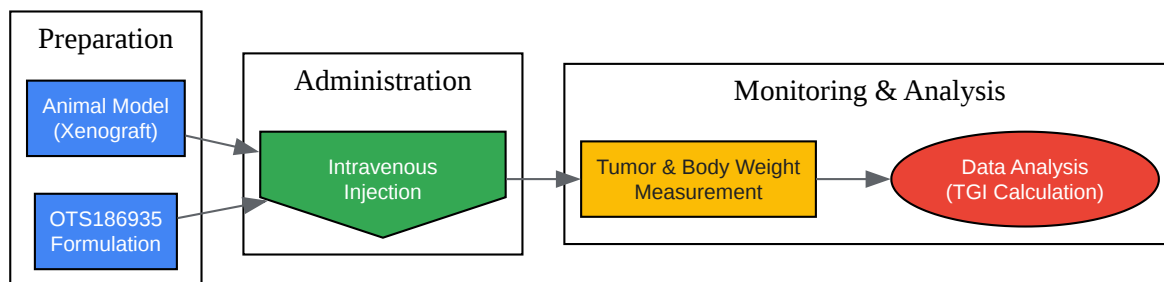 Preparation
Animal Model
(Xenograft)
OTS186935
Formulation
Administration
Intravenous
Injection
Monitoring & Analysis
Tumor & Body Weight
Measurement
Data Analysis
(TGI Calculation)